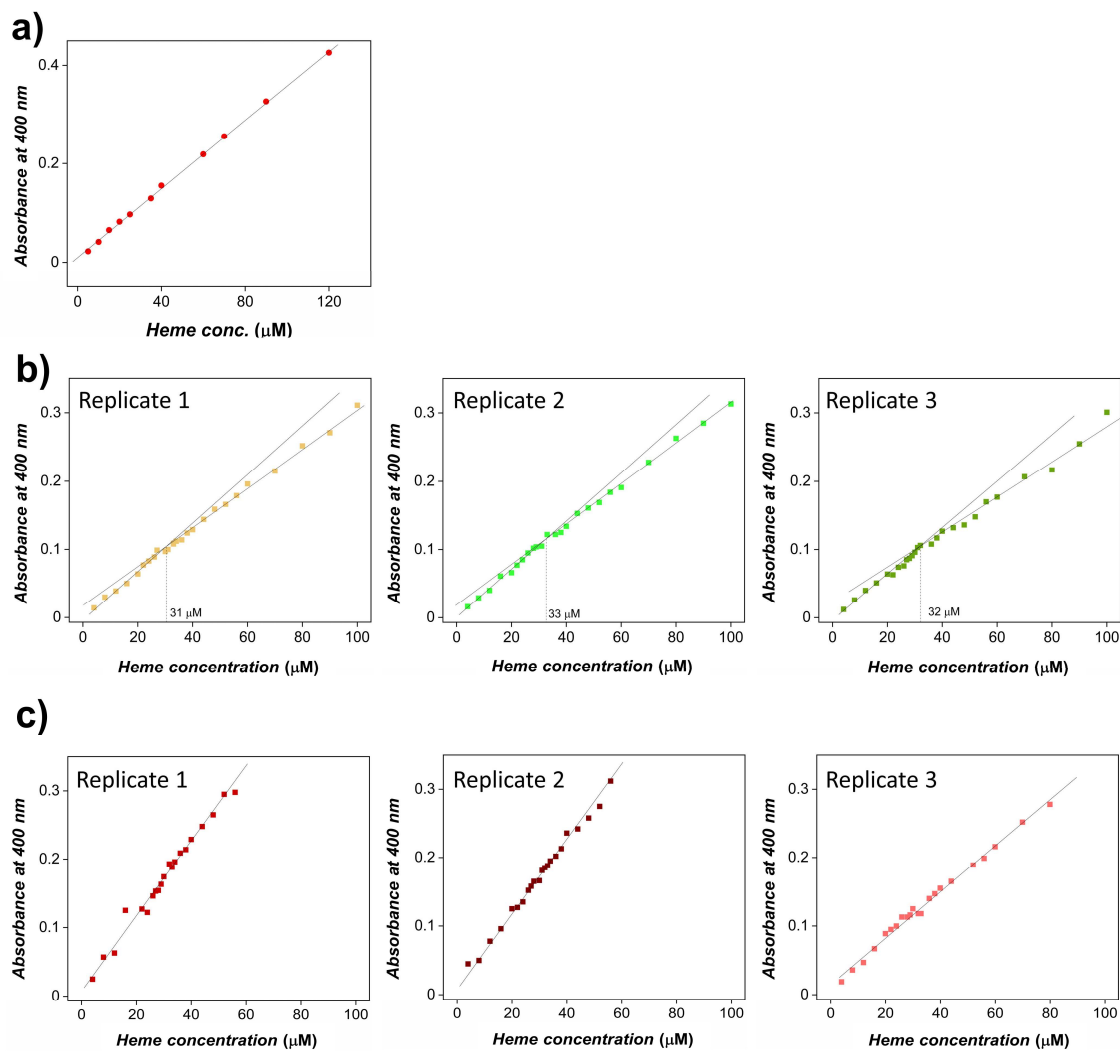 a)
Absorbance at 400 nm
0.4
0.2
0
0 40 80 120
Heme conc. (μM)
b)
Replicate 1
Absorbance at 400 nm
0.3
0.2
0.1
0
31 μM
0 20 40 60 80 100
Heme concentration (μM)
Replicate 2
Absorbance at 400 nm
0.3
0.2
0.1
0
33 μM
0 20 40 60 80 100
Heme concentration (μM)
Replicate 3
Absorbance at 400 nm
0.3
0.2
0.1
0
32 μM
0 20 40 60 80 100
Heme concentration (μM)
c)
Replicate 1
Absorbance at 400 nm
0.3
0.2
0.1
0
0 20 40 60 80 100
Heme concentration (μM)
Replicate 2
Absorbance at 400 nm
0.3
0.2
0.1
0
0 20 40 60 80 100
Heme concentration (μM)
Replicate 3
Absorbance at 400 nm
0.3
0.2
0.1
0
0 20 40 60 80 100
Heme concentration (μM)